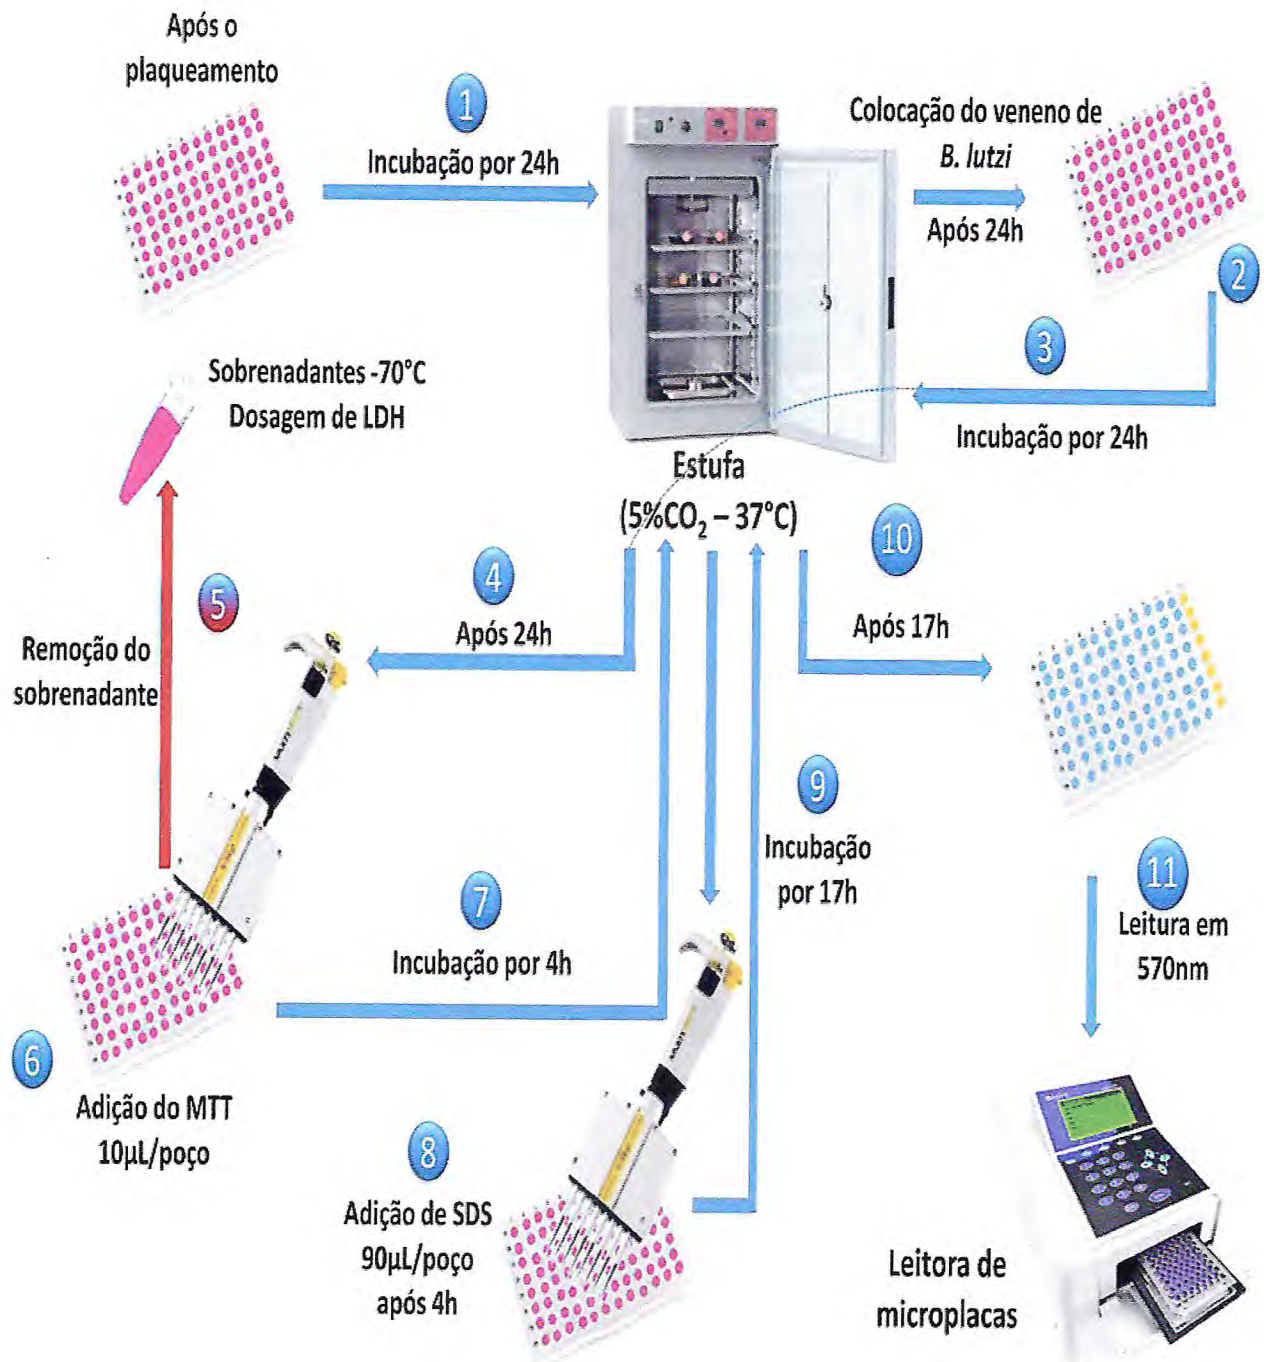 Após o
plaqueamento
1
Incubação por 24h
Colocação do veneno de
B. lutzi
Após 24h
2
3
Incubação por 24h
Sobrenadantes -70°C
Dosagem de LDH
Estufa
(5%CO₂ – 37°C)
10
4
Após 24h
5
Após 17h
Remoção do
sobrenadante
9
Incubação
por 17h
7
Incubação por 4h
11
Leitura em
570nm
6
Adição do MTT
10µL/poço
8
Adição de SDS
90µL/poço
após 4h
Leitora de
microplacas